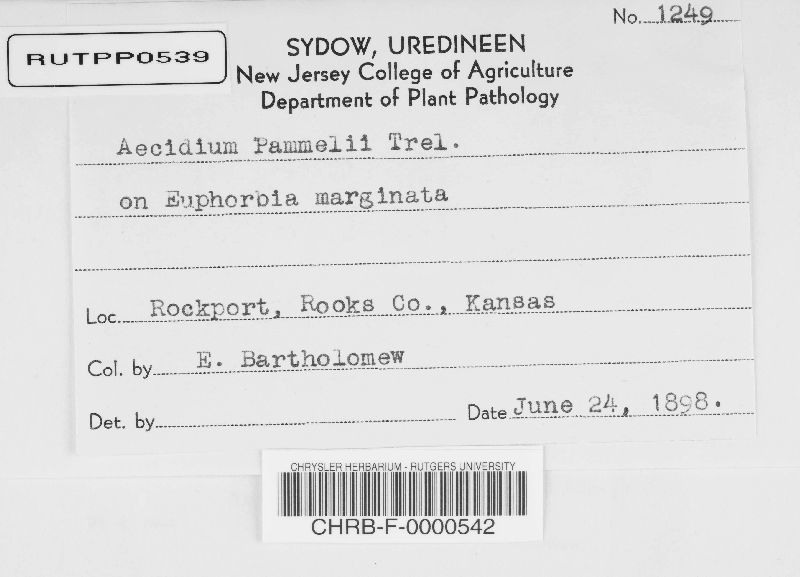 No. 1249
RUTPP0539
SYDOW, UREDINEEN
New Jersey College of Agriculture
Department of Plant Pathology
Aecidium Pammelii Trel.
on Euphorbia marginata
Loc. Rockport, Rooks Co., Kansas
Col. by E. Bartholomew
Det. by
Date June 24, 1898.
CHRYSLER HERBARIUM - RUTGERS UNIVERSITY
CHRB-F-0000542